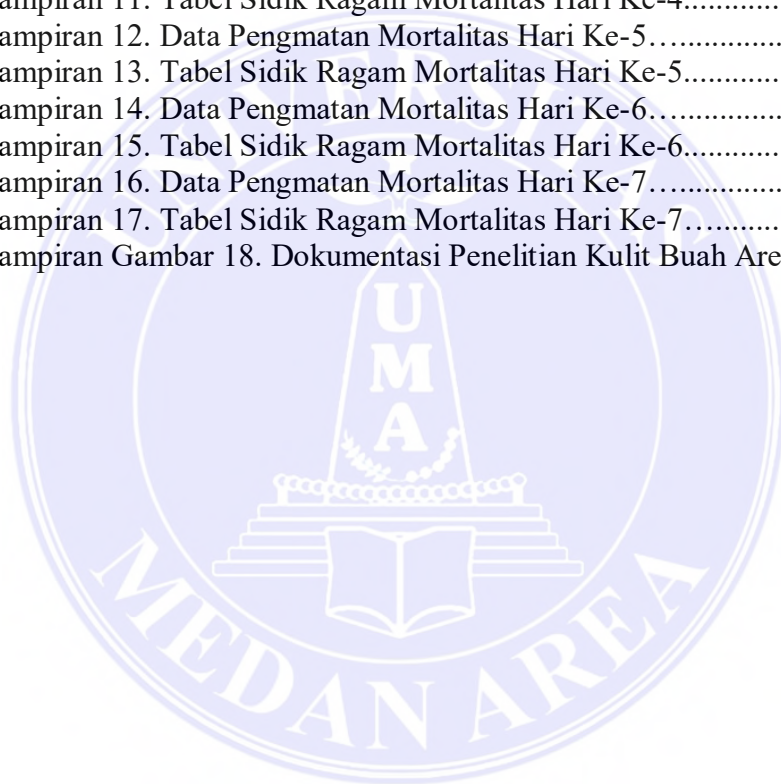 ampiran 11. Tabel Sidik Ragam Mortalitas Hari Ke-4............
ampiran 12. Data Pengmatan Mortalitas Hari Ke-5…............
ampiran 13. Tabel Sidik Ragam Mortalitas Hari Ke-5............
ampiran 14. Data Pengmatan Mortalitas Hari Ke-6…............
ampiran 15. Tabel Sidik Ragam Mortalitas Hari Ke-6............
ampiran 16. Data Pengmatan Mortalitas Hari Ke-7…............
ampiran 17. Tabel Sidik Ragam Mortalitas Hari Ke-7…........
ampiran Gambar 18. Dokumentasi Penelitian Kulit Buah Are
UNIVERSITAS
U
M
A
MEDAN AREA